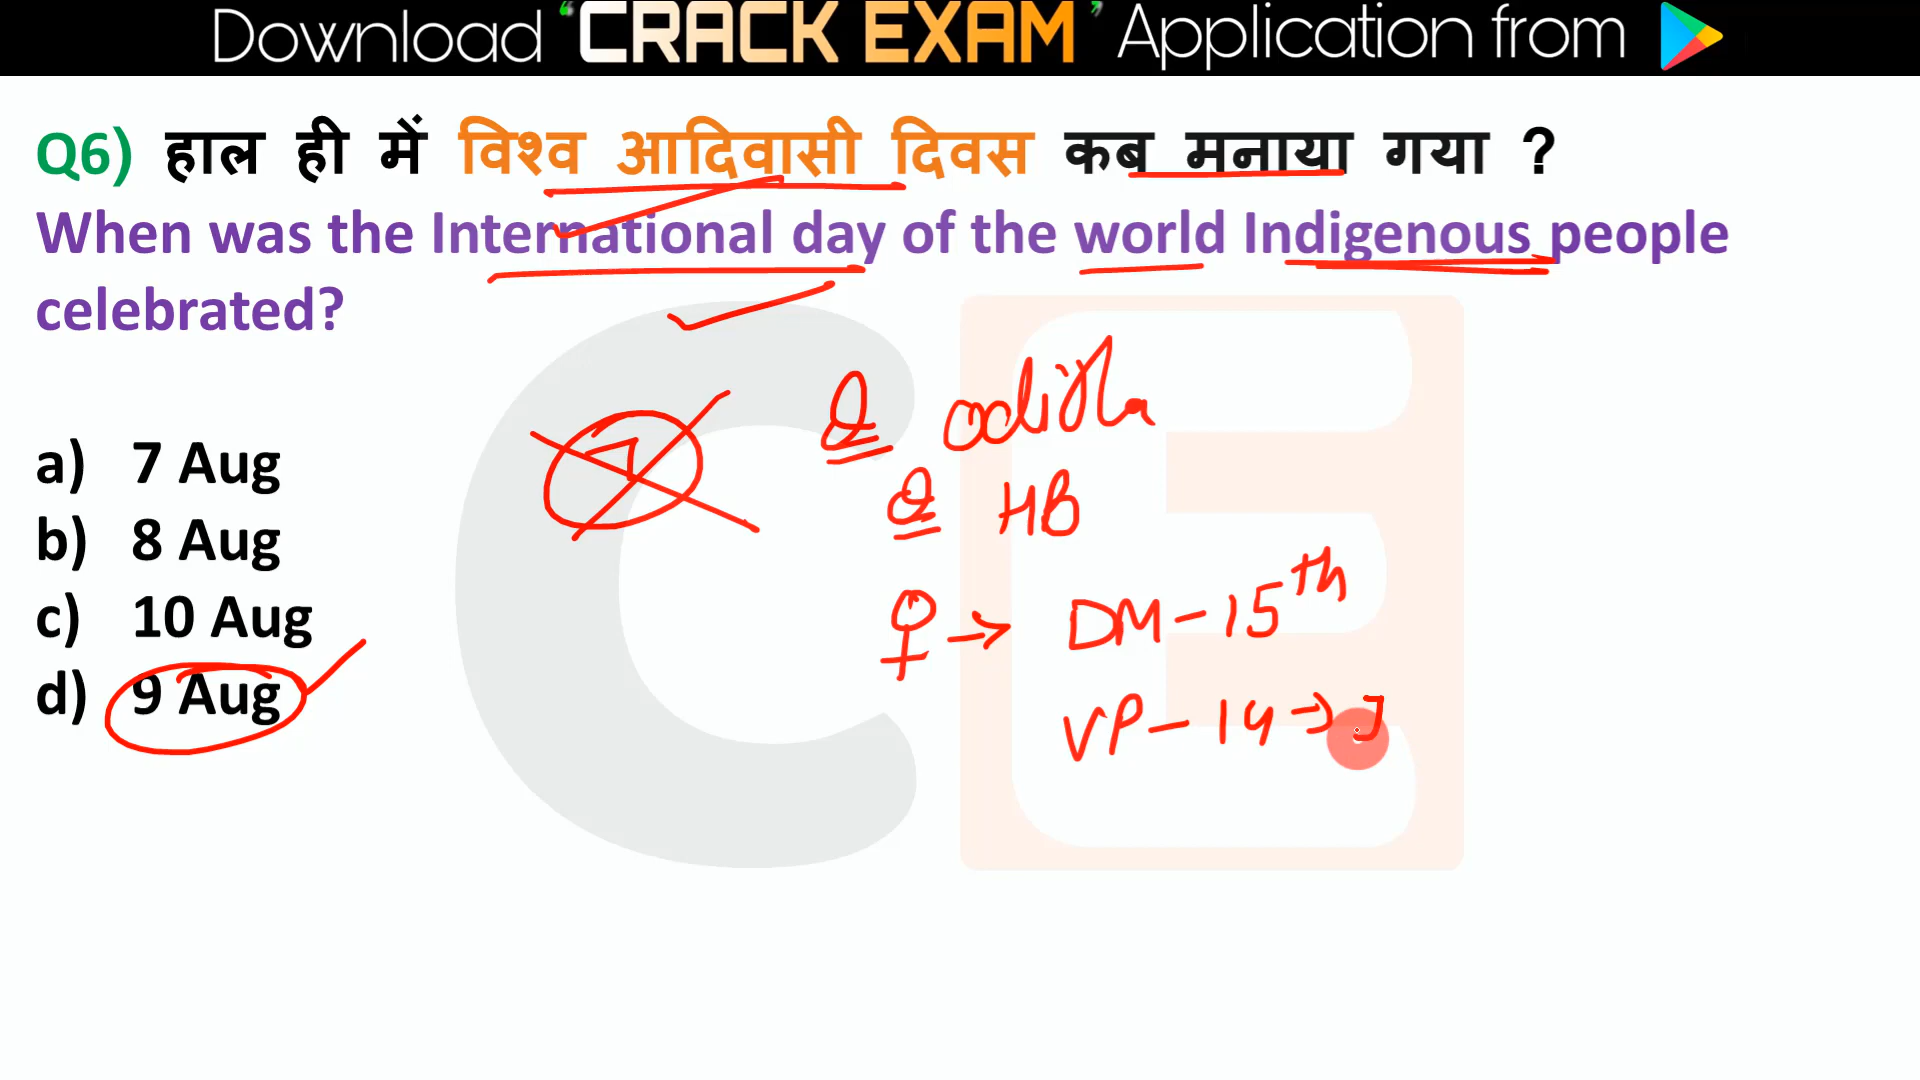 Download "CRACK EXAM" Application from
Q6) हाल ही में विश्व आदिवासी दिवस कब मनाया गया ?
When was the International day of the world Indigenous people
celebrated?
a) 7 Aug
b) 8 Aug
c) 10 Aug
d) 9 Aug
HB
DM - 15th
VP - 14 → J